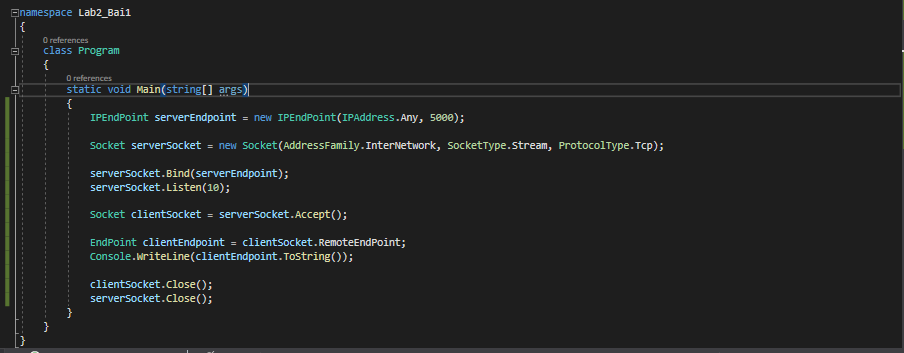 namespace Lab2_Bai1
{
0 references
class Program
{
0 references
static void Main(string[] args)
{
IPEndPoint serverEndpoint = new IPEndPoint(IPAddress.Any, 5000);
Socket serverSocket = new Socket(AddressFamily.InterNetwork, SocketType.Stream, ProtocolType.Tcp);
serverSocket.Bind(serverEndpoint);
serverSocket.Listen(10);
Socket clientSocket = serverSocket.Accept();
EndPoint clientEndpoint = clientSocket.RemoteEndPoint;
Console.WriteLine(clientEndpoint.ToString());
clientSocket.Close();
serverSocket.Close();
}
}
}